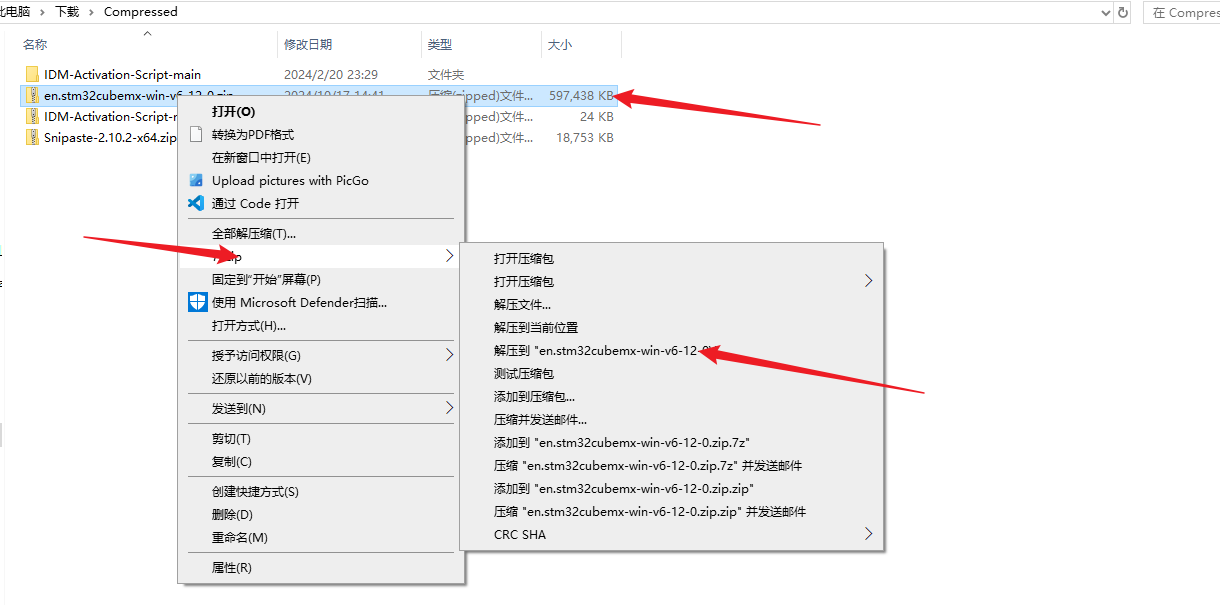 此电脑 › 下载 › Compressed
在 Compres
名称 修改日期 类型 大小
IDM-Activation-Script-main 2024/2/20 23:29 文件夹
en.stm32cubemx-win-v6-12-0.zip 2024/10/17 14:41 压缩(zipped)文件... 597,438 KB
IDM-Activation-Script- pped)文件... 24 KB
Snipaste-2.10.2-x64.zip pped)文件... 18,753 KB
打开(O)
转换为PDF格式
在新窗口中打开(E)
Upload pictures with PicGo
通过 Code 打开
全部解压缩(T)...
固定到"开始"屏幕(P)
使用 Microsoft Defender扫描...
打开方式(H)...
授予访问权限(G)
还原以前的版本(V)
发送到(N)
剪切(T)
复制(C)
创建快捷方式(S)
删除(D)
重命名(M)
属性(R)
打开压缩包
打开压缩包
解压文件...
解压到当前位置
解压到 "en.stm32cubemx-win-v6-12-0\"
测试压缩包
添加到压缩包...
压缩并发送邮件...
添加到 "en.stm32cubemx-win-v6-12-0.zip.7z"
压缩 "en.stm32cubemx-win-v6-12-0.zip.7z" 并发送邮件
添加到 "en.stm32cubemx-win-v6-12-0.zip.zip"
压缩 "en.stm32cubemx-win-v6-12-0.zip.zip" 并发送邮件
CRC SHA